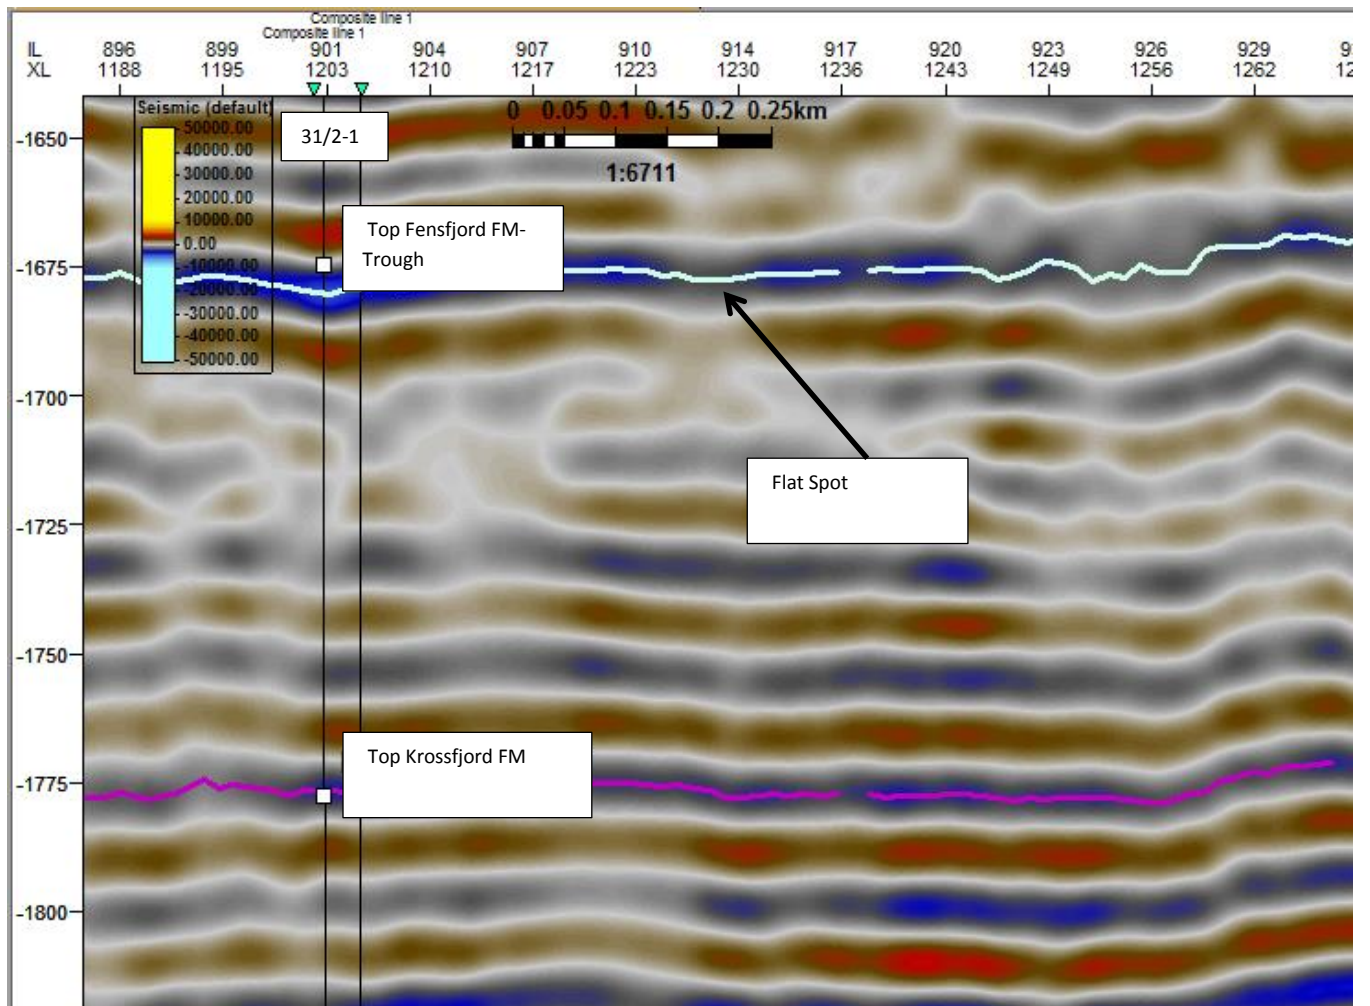 Composite line 1
Composite line 1
IL 896 899 901 904 907 910 914 917 920 923 926 929
XL 1188 1195 1203 1210 1217 1223 1230 1236 1243 1249 1256 1262
Seismic (default)
50000.00
40000.00
30000.00
20000.00
10000.00
0.00
-10000.00
-20000.00
-30000.00
-40000.00
-50000.00
31/2-1
0 0.05 0.1 0.15 0.2 0.25km
1:6711
Top Fensfjord FM-
Trough
Flat Spot
Top Krossfjord FM
-1650
-1675
-1700
-1725
-1750
-1775
-1800